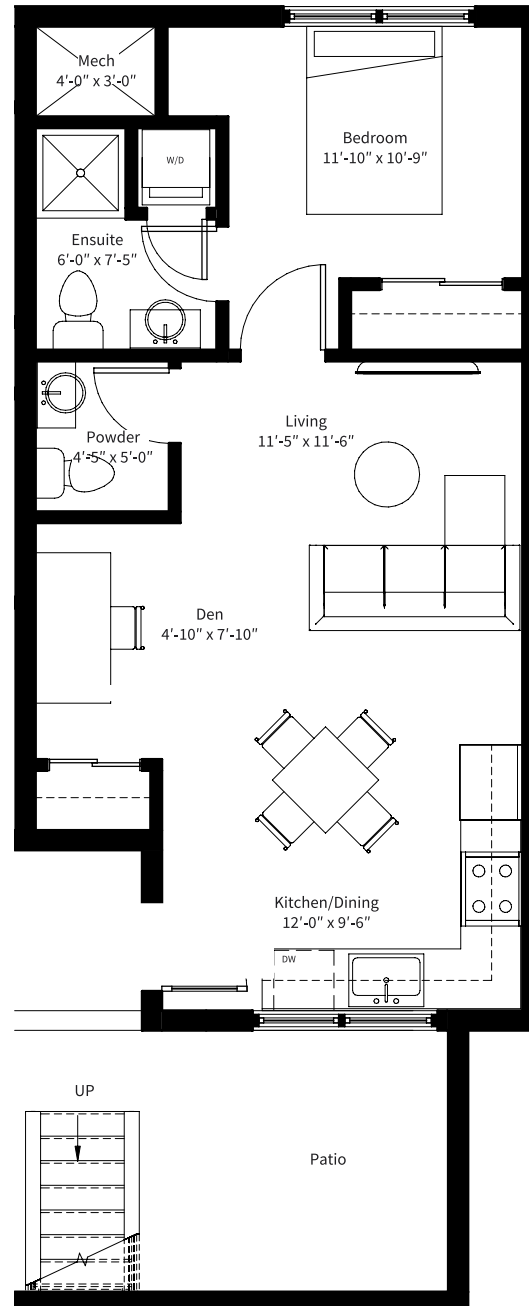 Mech
4'-0" x 3'-0"
Bedroom
11'-10" x 10'-9"
W/D
Ensuite
6'-0" x 7'-5"
Living
11'-5" x 11'-6"
Powder
4'-5" x 5'-0"
Den
4'-10" x 7'-10"
Kitchen/Dining
12'-0" x 9'-6"
DW
UP
Patio